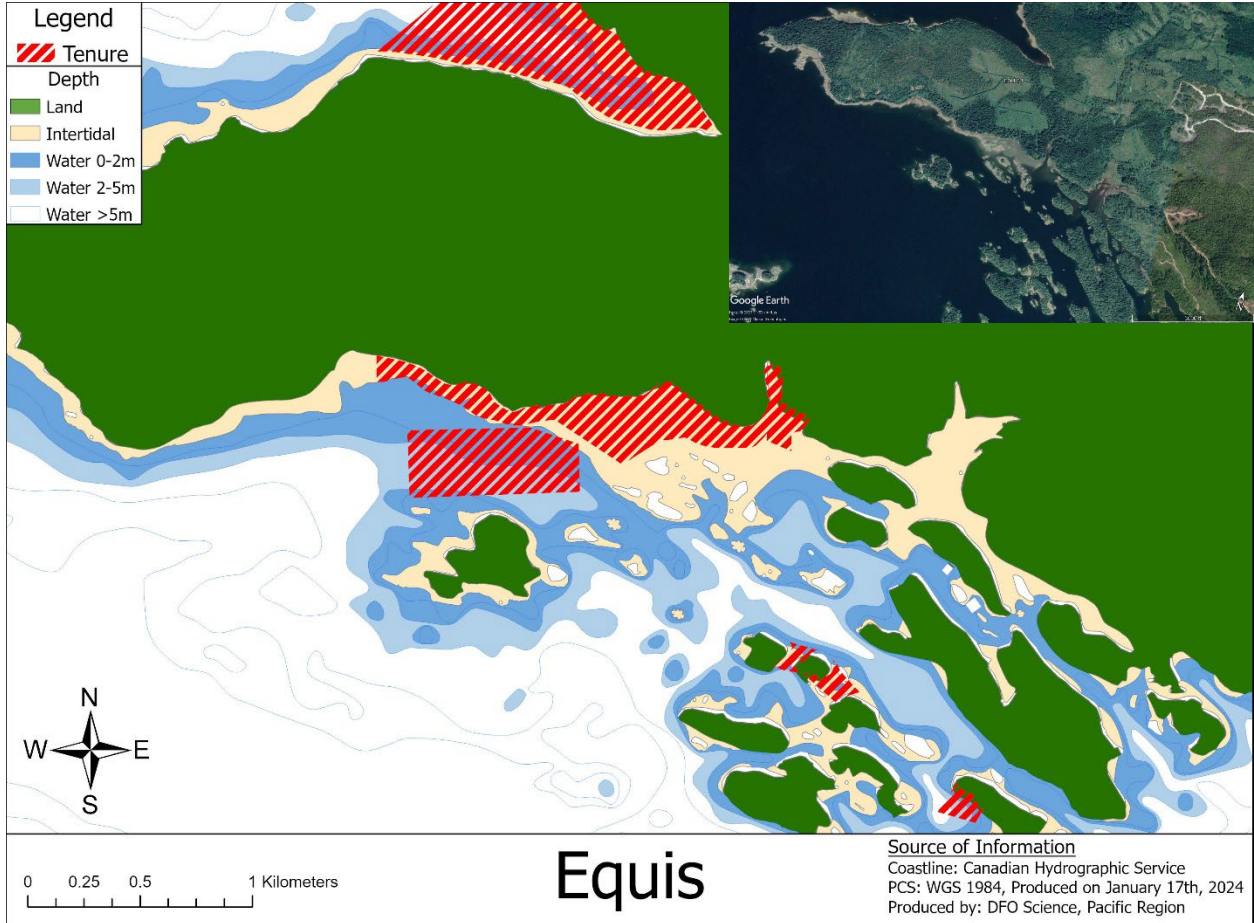 Legend
Tenure
Depth
Land
Intertidal
Water 0-2m
Water 2-5m
Water >5m
Google Earth
N
W E
S
0 0.25 0.5 1 Kilometers
Equis
Source of Information
Coastline: Canadian Hydrographic Service
PCS: WGS 1984, Produced on January 17th, 2024
Produced by: DFO Science, Pacific Region